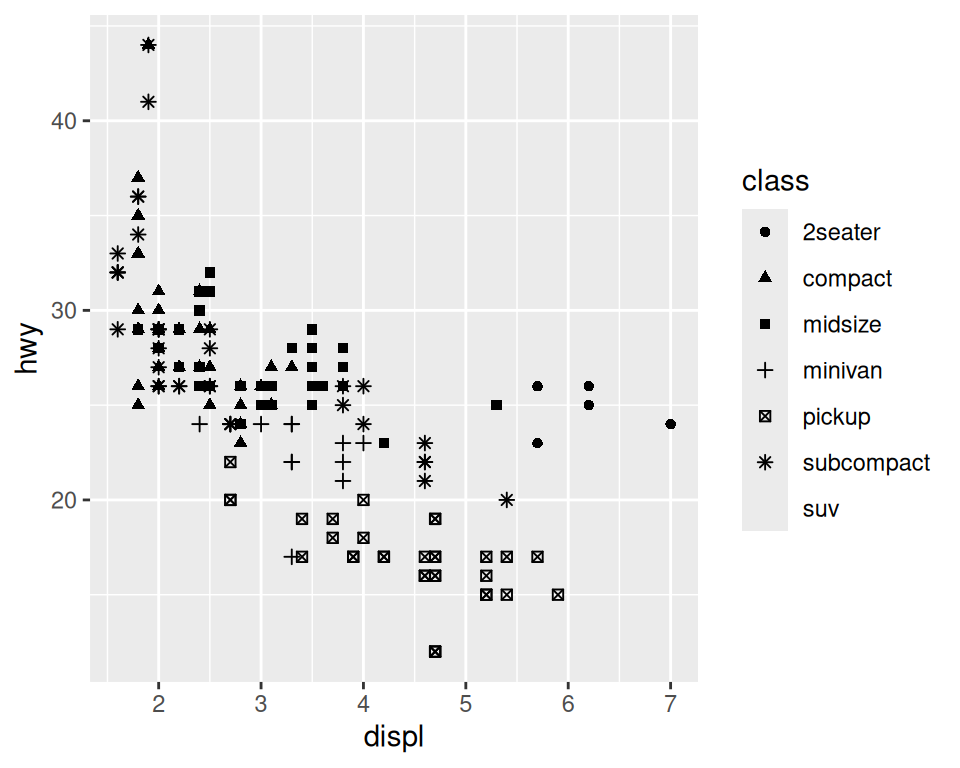 hwy
40
30
20
2 3 4 5 6 7
displ
class
2seater
compact
midsize
minivan
pickup
subcompact
suv